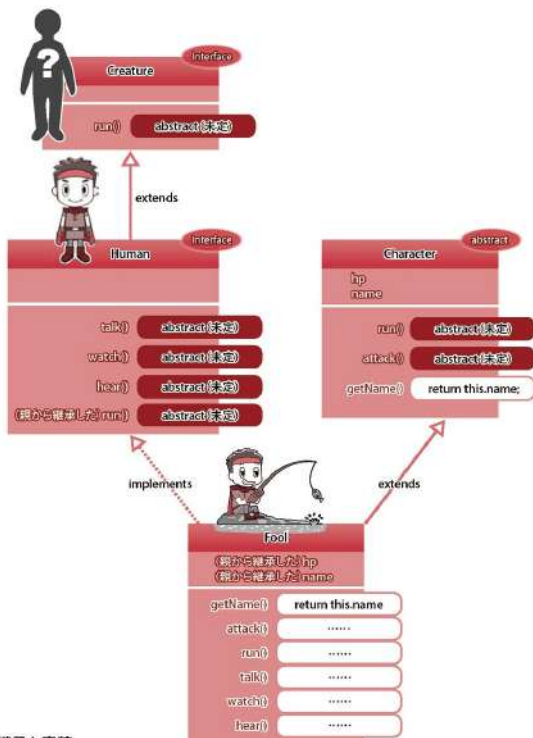 ?
Interface
Creature
run() abstract(未定)
extends
Interface
Human
talk() abstract(未定)
watch() abstract(未定)
hear() abstract(未定)
(親から継承した) run() abstract(未定)
abstract
Character
hp
name
run() abstract(未定)
attack() abstract(未定)
getName() return this.name;
implements
extends
Fool
(親から継承した) hp
(親から継承した) name
getName() return this.name
attack() ……
run() ……
talk() ……
watch() ……
hear() ……